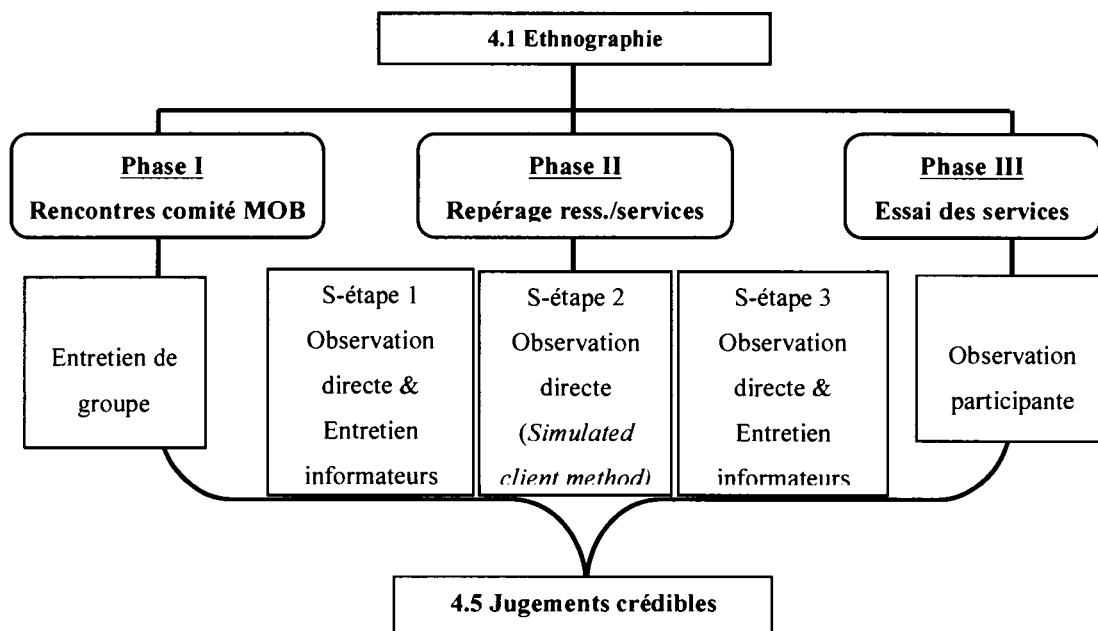 4.1 Ethnographie
Phase I
Rencontres comité MOB
Phase II
Repérage ress./services
Phase III
Essai des services
Entretien de
groupe
S-étape 1
Observation
directe &
Entretien
informateurs
S-étape 2
Observation
directe
(Simulated
client method)
S-étape 3
Observation
directe &
Entretien
informateurs
Observation
participante
4.5 Jugements crédibles